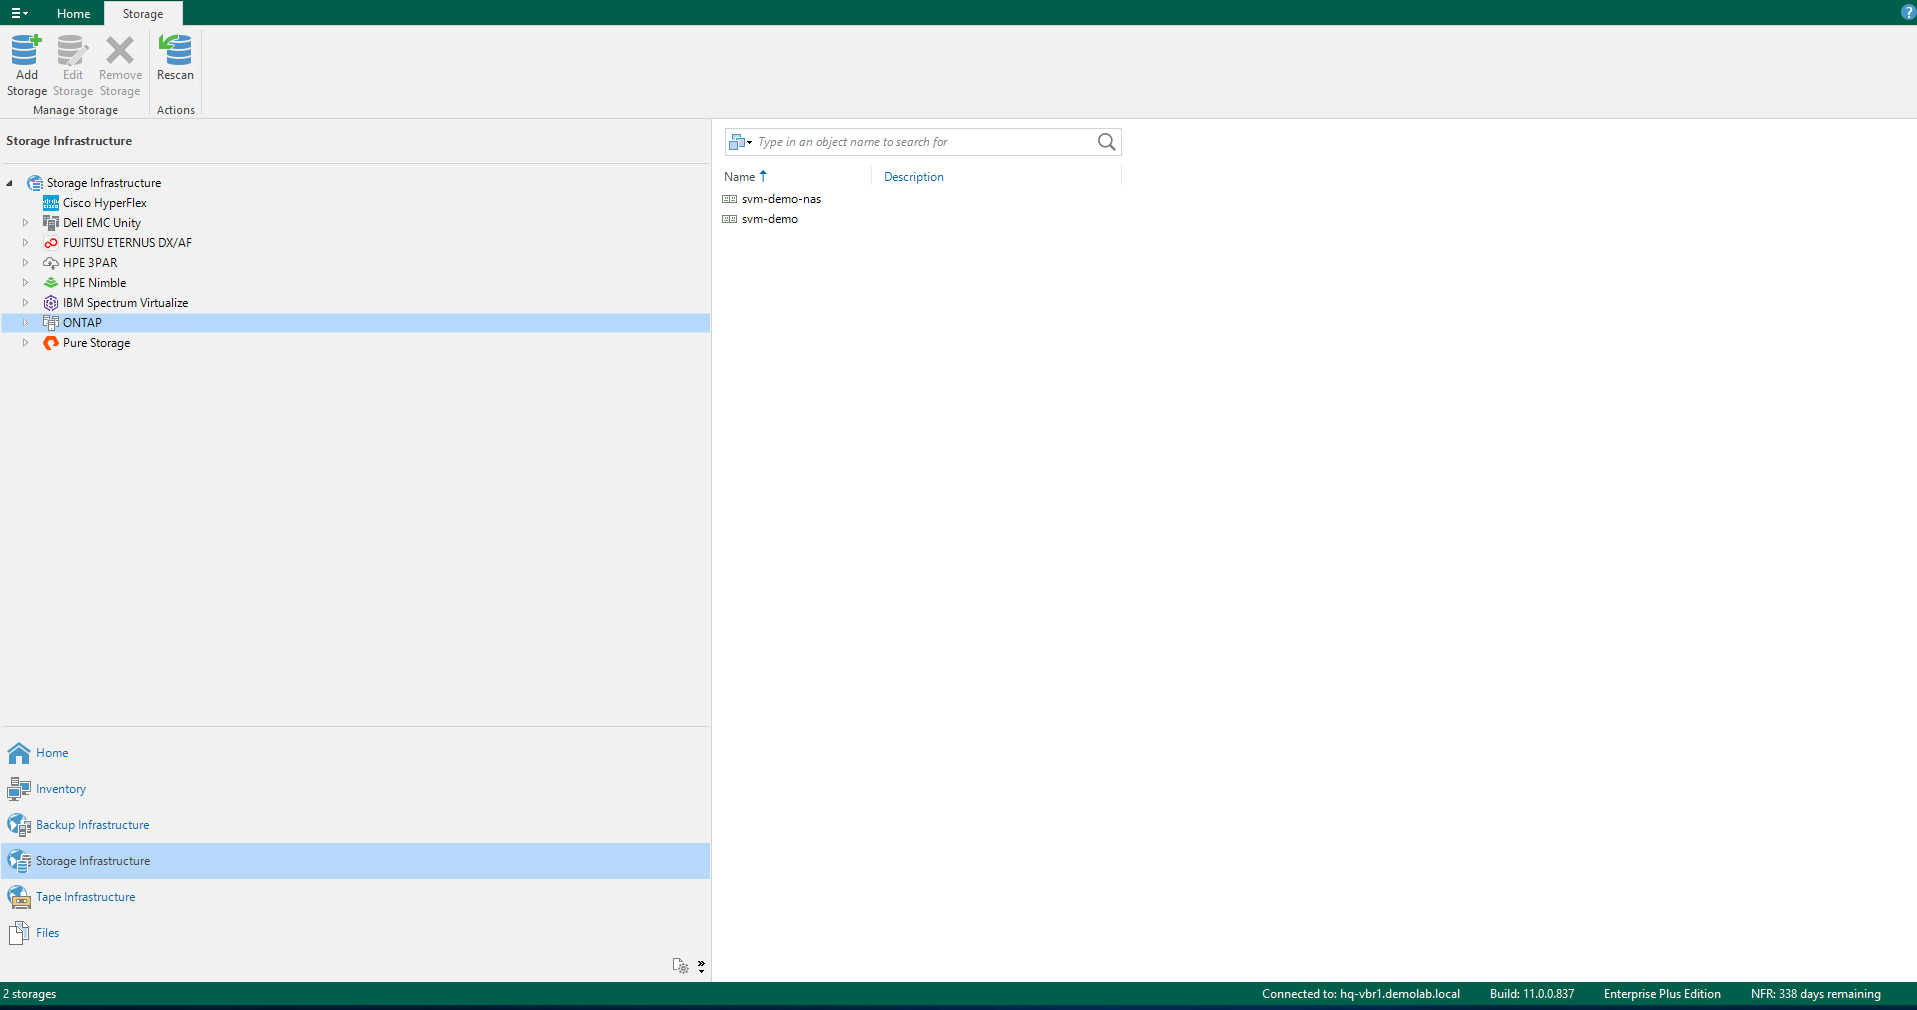 Home
Storage
?
Add Storage
Edit Storage
Remove Storage
Rescan
Manage Storage
Actions
Storage Infrastructure
Type in an object name to search for
Name
Description
svm-demo-nas
svm-demo
Storage Infrastructure
Cisco HyperFlex
Dell EMC Unity
FUJITSU ETERNUS DX/AF
HPE 3PAR
HPE Nimble
IBM Spectrum Virtualize
ONTAP
Pure Storage
Home
Inventory
Backup Infrastructure
Storage Infrastructure
Tape Infrastructure
Files
2 storages
Connected to: hq-vbr1.demolab.local
Build: 11.0.0.837
Enterprise Plus Edition
NFR: 338 days remaining